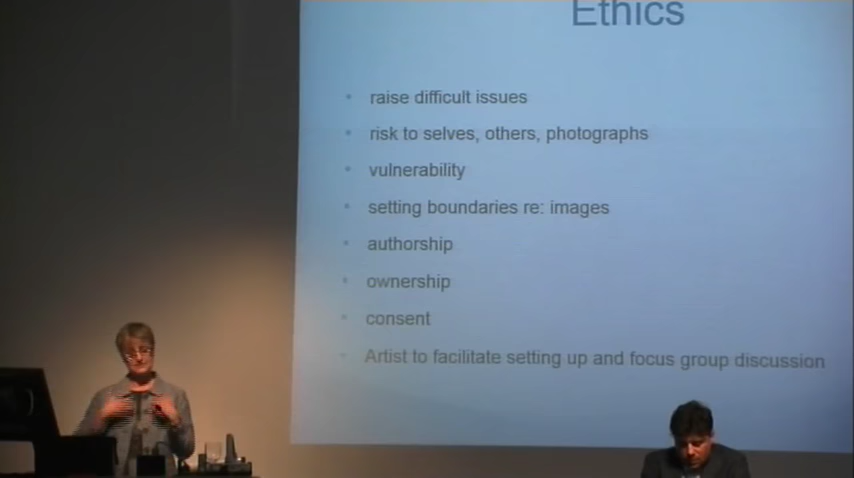 Ethics
raise difficult issues
risk to selves, others, photographs
vulnerability
setting boundaries re: images
authorship
ownership
consent
Artist to facilitate setting up and focus group discussion